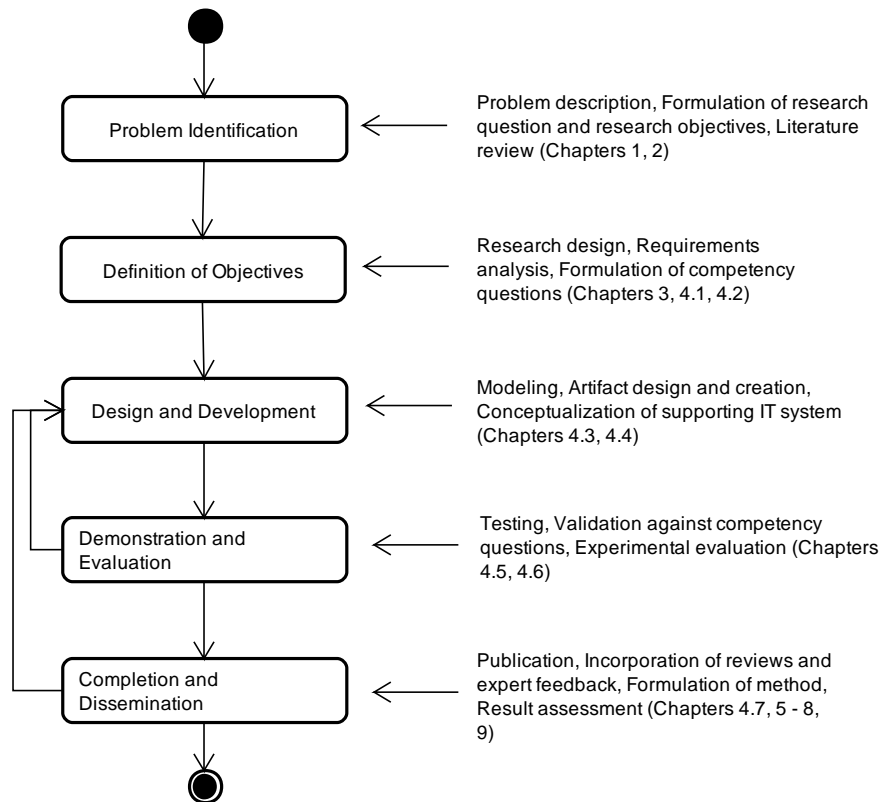 Problem Identification
Problem description, Formulation of research
question and research objectives, Literature
review (Chapters 1, 2)
Definition of Objectives
Research design, Requirements
analysis, Formulation of competency
questions (Chapters 3, 4.1, 4.2)
Design and Development
Modeling, Artifact design and creation,
Conceptualization of supporting IT system
(Chapters 4.3, 4.4)
Demonstration and
Evaluation
Testing, Validation against competency
questions, Experimental evaluation (Chapters
4.5, 4.6)
Completion and
Dissemination
Publication, Incorporation of reviews and
expert feedback, Formulation of method,
Result assessment (Chapters 4.7, 5 - 8,
9)